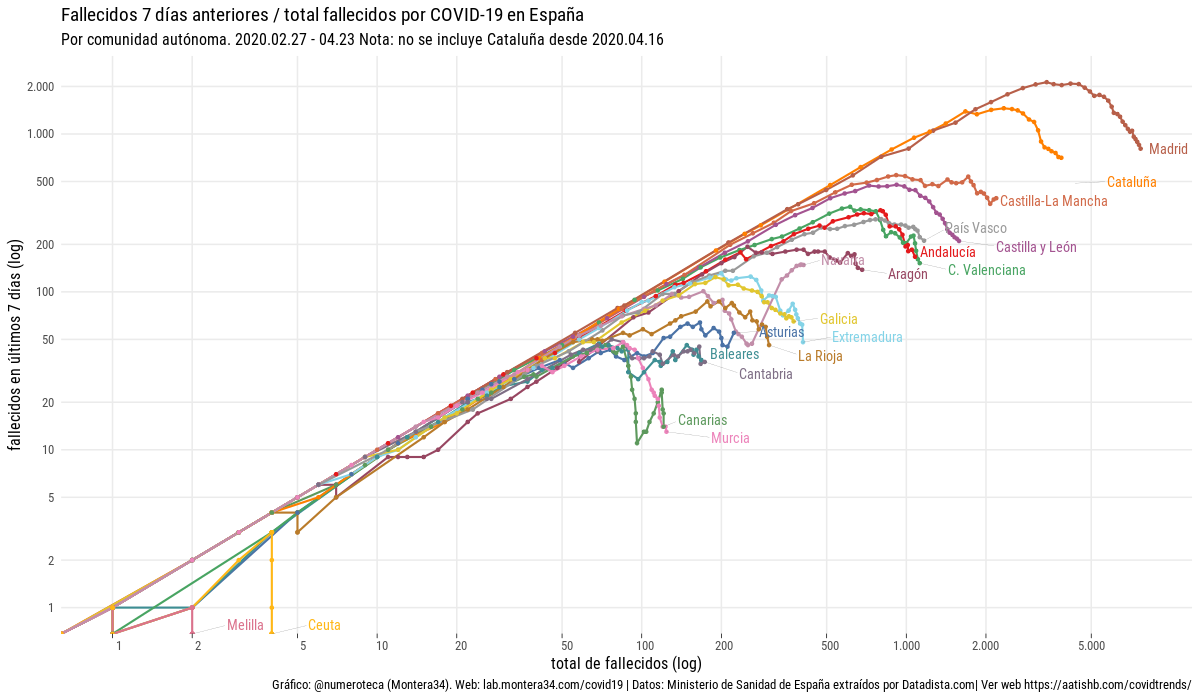 Fallecidos 7 días anteriores / total fallecidos por COVID-19 en España
Por comunidad autónoma. 2020.02.27 - 04.23 Nota: no se incluye Cataluña desde 2020.04.16
fallecidos en últimos 7 días (log)
2.000
1.000
500
200
100
50
20
10
5
2
1
Madrid
Cataluña
Castilla-La Mancha
País Vasco
Castilla y León
Andalucía
Navarra
C. Valenciana
Aragón
Galicia
Asturias
Extremadura
Baleares
La Rioja
Cantabria
Canarias
Murcia
Melilla
Ceuta
1 2 5 10 20 50 100 200 500 1.000 2.000 5.000
total de fallecidos (log)
Gráfico: @numeroteca (Montera34). Web: lab.montera34.com/covid19 | Datos: Ministerio de Sanidad de España extraídos por Datadista.com| Ver web https://aatishb.com/covidtrends/